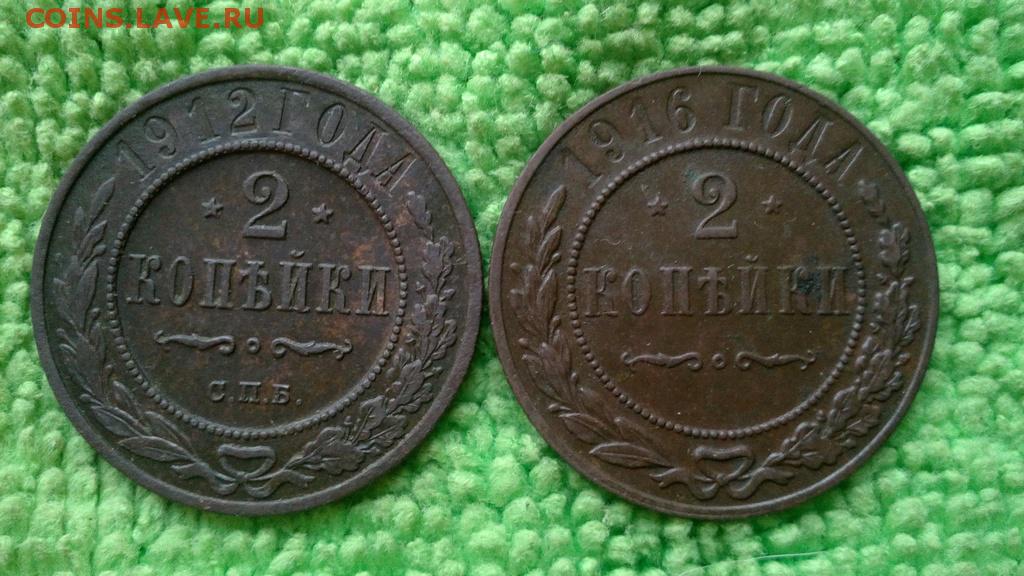 COINS.LAVE.RU
1912 ГОДА
2
КОПѢЙКИ
С.П.Б.
1916 ГОДА
2
КОПѢЙКИ